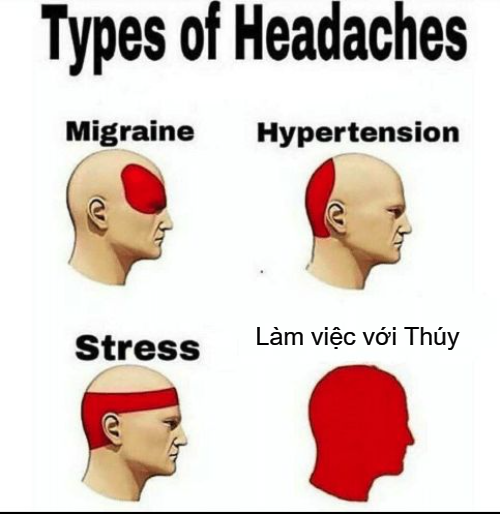 Types of Headaches
Migraine
Hypertension
Stress
Làm việc với Thúy